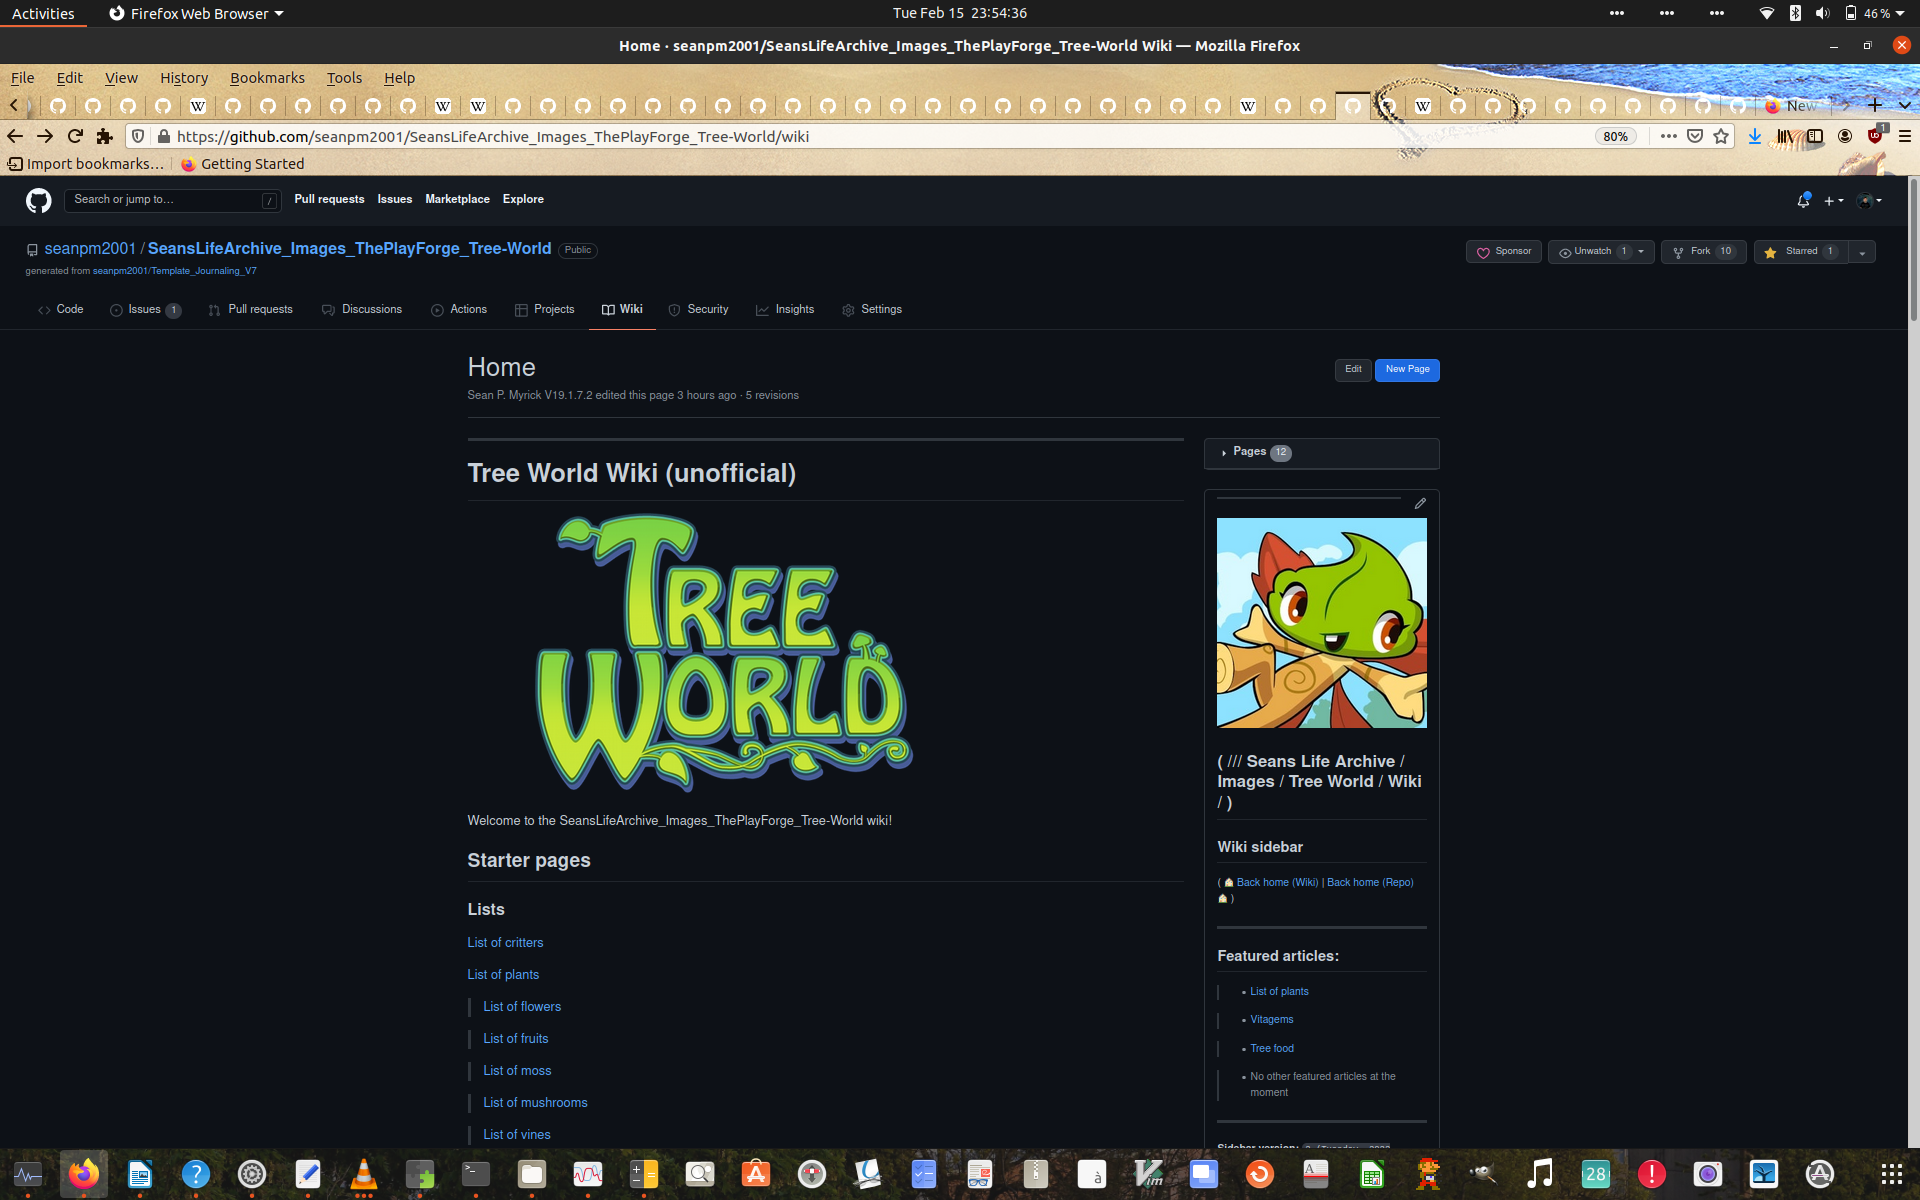 Activities
Firefox Web Browser
Tue Feb 15 23:54:36
46 %
Home · seanpm2001/SeansLifeArchive_Images_ThePlayForge_Tree-World Wiki — Mozilla Firefox
File Edit View History Bookmarks Tools Help
New
https://github.com/seanpm2001/SeansLifeArchive_Images_ThePlayForge_Tree-World/wiki
80%
1
Import bookmarks…
Getting Started
Search or jump to…
/
Pull requests Issues Marketplace Explore
seanpm2001 / SeansLifeArchive_Images_ThePlayForge_Tree-World
Public
Sponsor
Unwatch 1
Fork 10
Starred 1
generated from seanpm2001/Template_Journaling_V7
Code
Issues 1
Pull requests
Discussions
Actions
Projects
Wiki
Security
Insights
Settings
Home
Edit
New Page
Sean P. Myrick V19.1.7.2 edited this page 3 hours ago · 5 revisions
Tree World Wiki (unofficial)
TREE
WORLD
Welcome to the SeansLifeArchive_Images_ThePlayForge_Tree-World wiki!
Starter pages
Lists
List of critters
List of plants
List of flowers
List of fruits
List of moss
List of mushrooms
List of vines
Pages 12
( /// Seans Life Archive /
Images / Tree World / Wiki
/ )
Wiki sidebar
( Back home (Wiki) | Back home (Repo)
)
Featured articles:
List of plants
Vitagems
Tree food
No other featured articles at the
moment
Sidebar version:
28